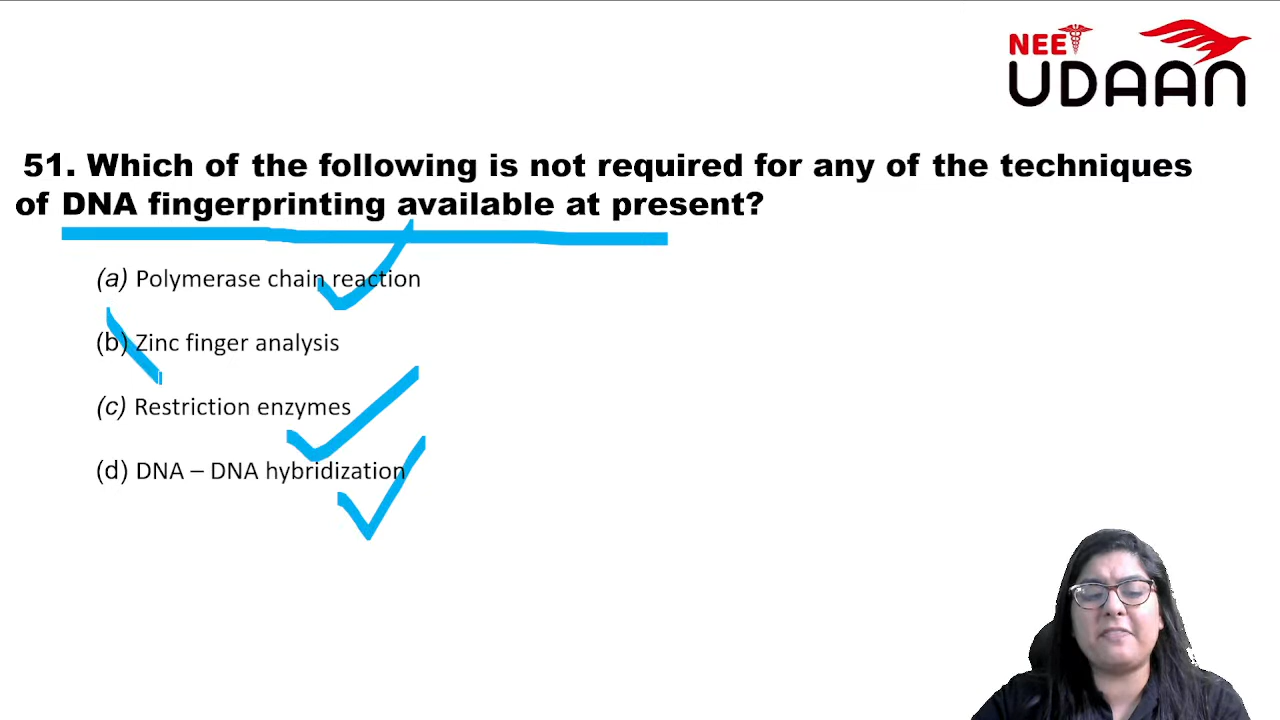 NEET
UDAAN
51. Which of the following is not required for any of the techniques
of DNA fingerprinting available at present?
(a) Polymerase chain reaction
(b) Zinc finger analysis
(c) Restriction enzymes
(d) DNA – DNA hybridization